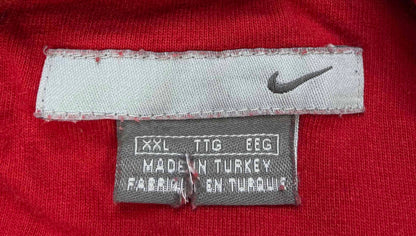 XXL TTG EEG
MADE IN TURKEY
FABRIQUÉ EN TURQUIE